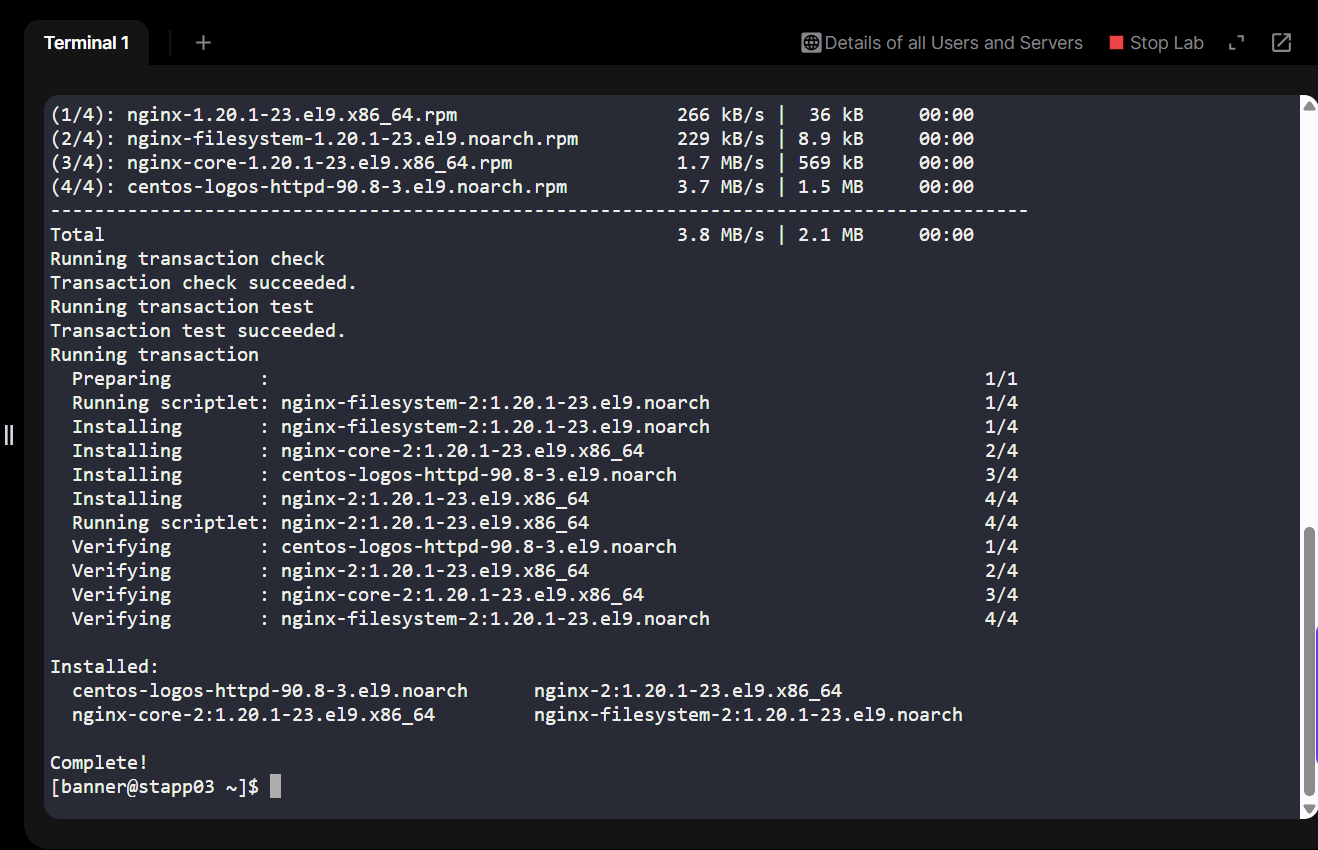 Terminal 1 + Details of all Users and Servers Stop Lab
(1/4): nginx-1.20.1-23.el9.x86_64.rpm 266 kB/s | 36 kB 00:00
(2/4): nginx-filesystem-1.20.1-23.el9.noarch.rpm 229 kB/s | 8.9 kB 00:00
(3/4): nginx-core-1.20.1-23.el9.x86_64.rpm 1.7 MB/s | 569 kB 00:00
(4/4): centos-logos-httpd-90.8-3.el9.noarch.rpm 3.7 MB/s | 1.5 MB 00:00
-----------------------------------------------------------------------------------------
Total 3.8 MB/s | 2.1 MB 00:00
Running transaction check
Transaction check succeeded.
Running transaction test
Transaction test succeeded.
Running transaction
Preparing : 1/1
Running scriptlet: nginx-filesystem-2:1.20.1-23.el9.noarch 1/4
Installing : nginx-filesystem-2:1.20.1-23.el9.noarch 1/4
Installing : nginx-core-2:1.20.1-23.el9.x86_64 2/4
Installing : centos-logos-httpd-90.8-3.el9.noarch 3/4
Installing : nginx-2:1.20.1-23.el9.x86_64 4/4
Running scriptlet: nginx-2:1.20.1-23.el9.x86_64 4/4
Verifying : centos-logos-httpd-90.8-3.el9.noarch 1/4
Verifying : nginx-2:1.20.1-23.el9.x86_64 2/4
Verifying : nginx-core-2:1.20.1-23.el9.x86_64 3/4
Verifying : nginx-filesystem-2:1.20.1-23.el9.noarch 4/4
Installed:
centos-logos-httpd-90.8-3.el9.noarch nginx-2:1.20.1-23.el9.x86_64
nginx-core-2:1.20.1-23.el9.x86_64 nginx-filesystem-2:1.20.1-23.el9.noarch
Complete!
[banner@stapp03 ~]$